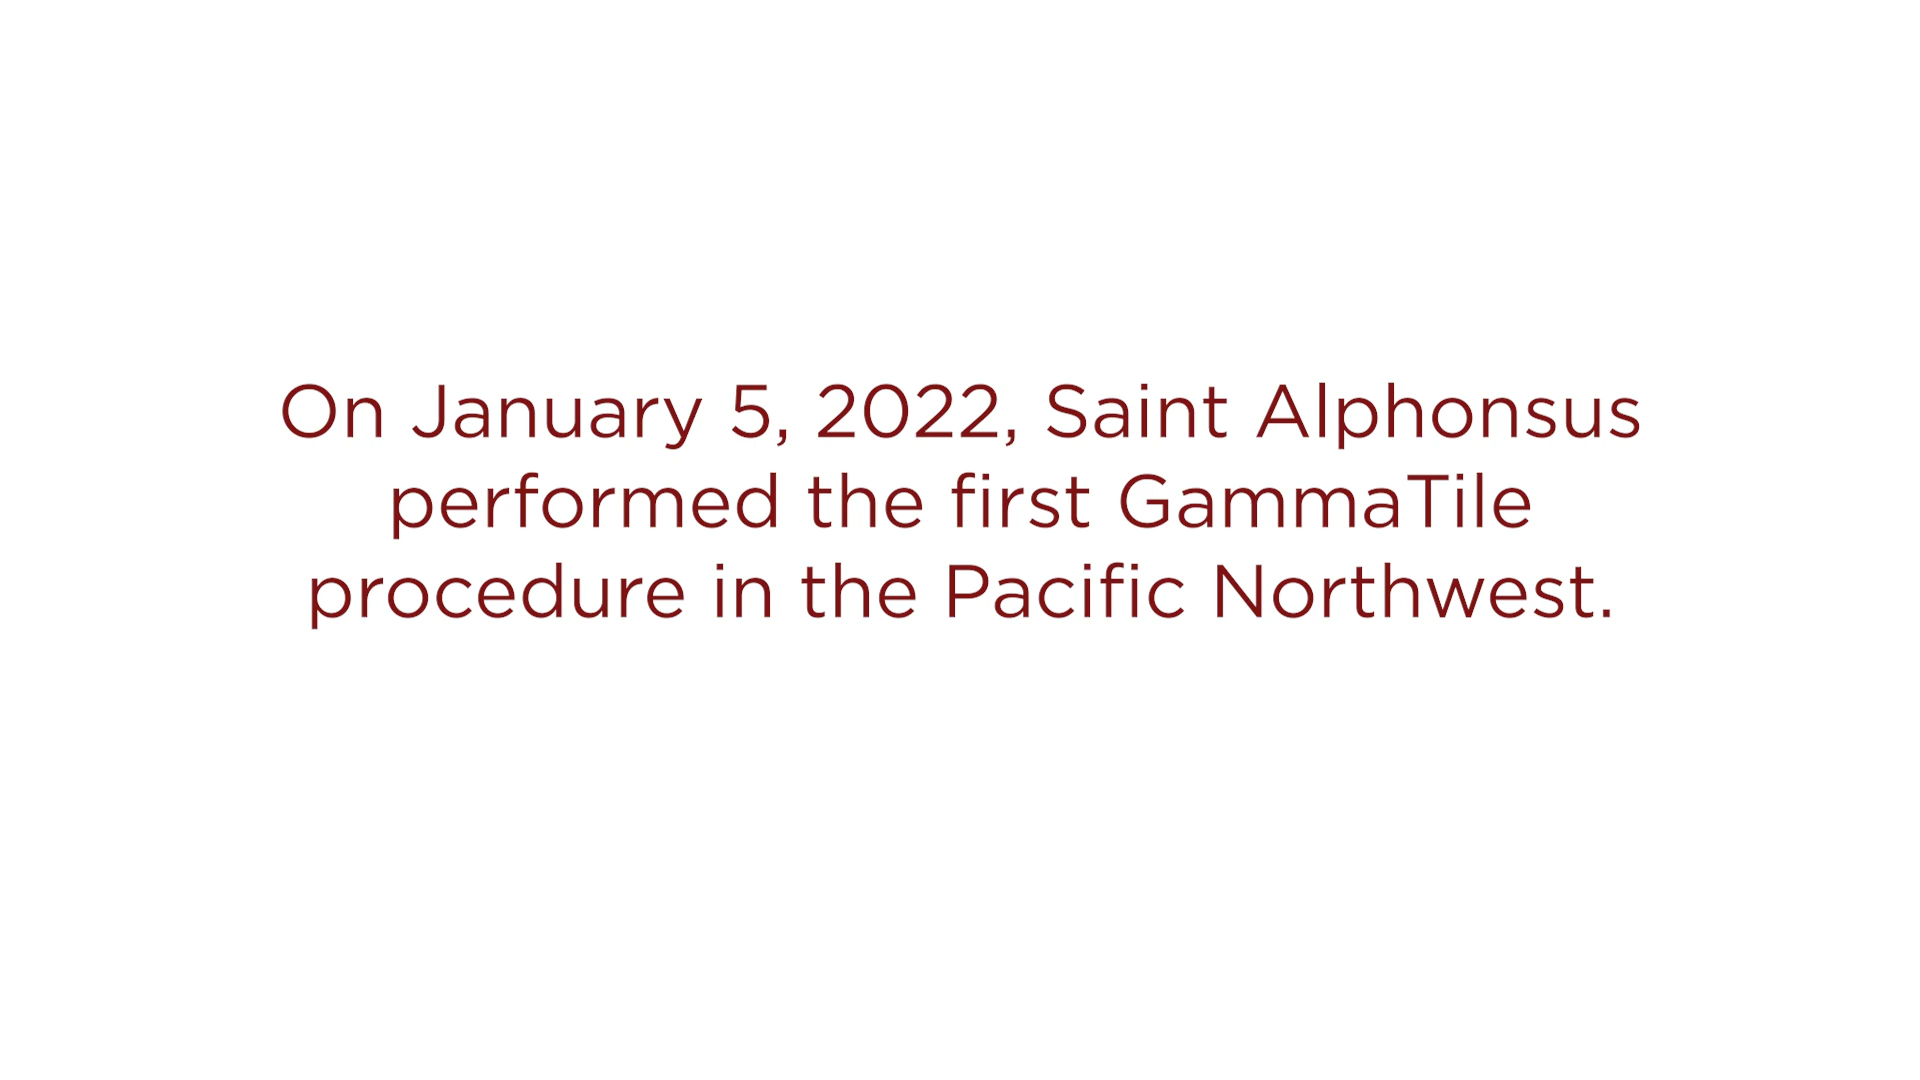 On January 5, 2022, Saint Alphonsus
performed the first GammaTile
procedure in the Pacific Northwest.